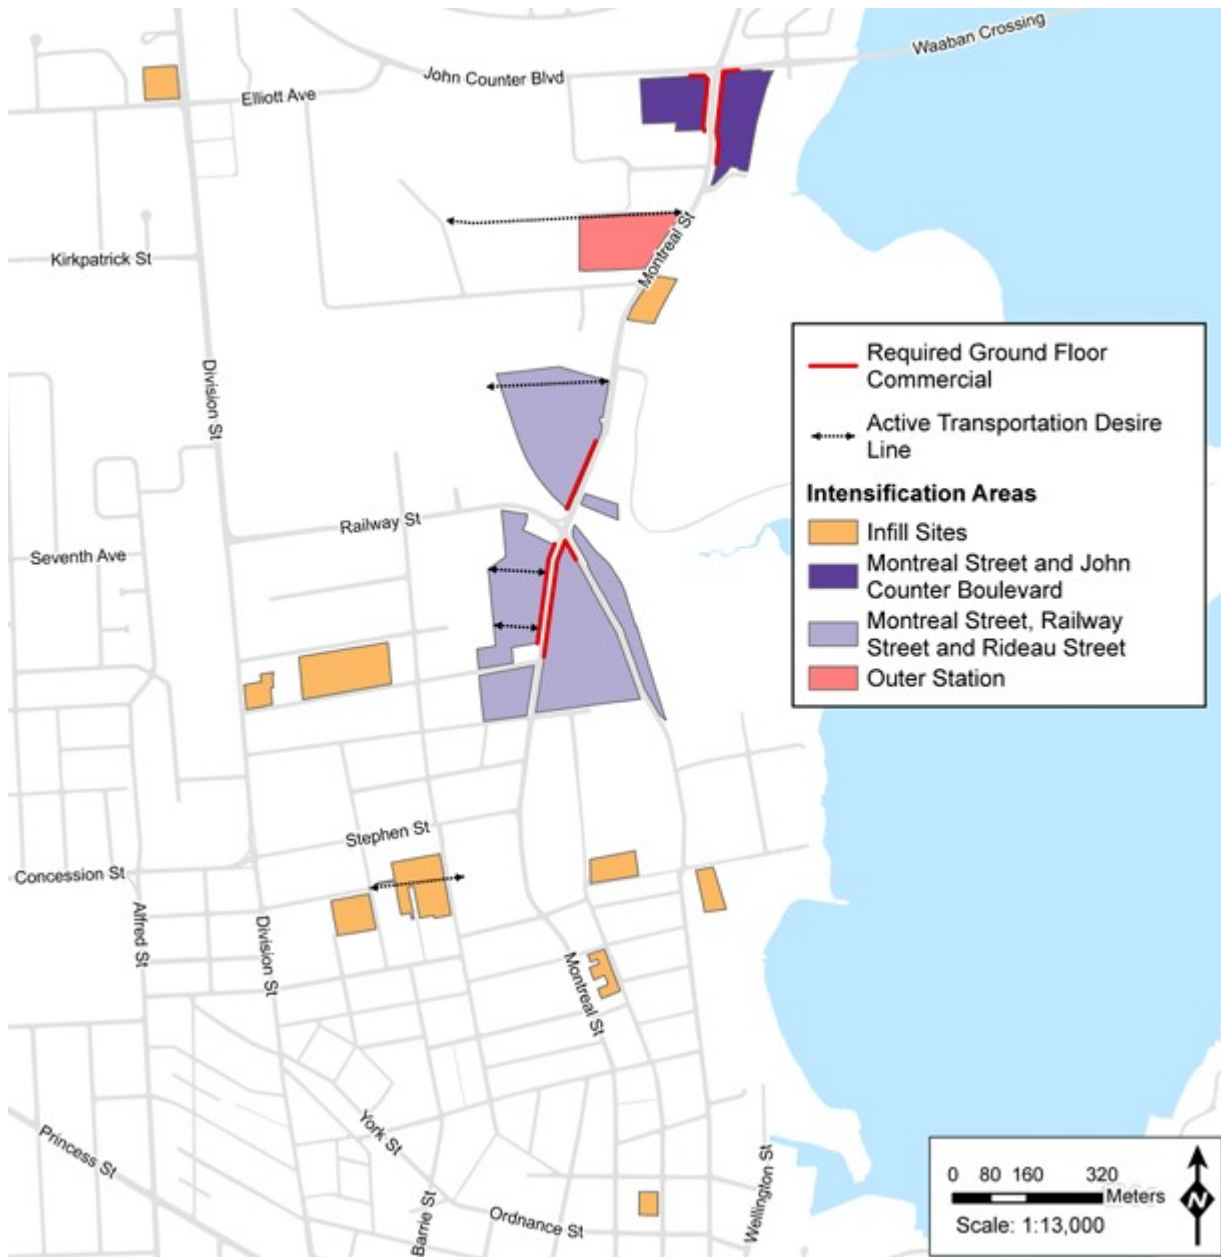 Waaban Crossing
John Counter Blvd
Elliott Ave
Montreal St
Kirkpatrick St
Division St
Required Ground Floor
Commercial
Active Transportation Desire
Line
Intensification Areas
Infill Sites
Montreal Street and John
Counter Boulevard
Montreal Street, Railway
Street and Rideau Street
Outer Station
Railway St
Seventh Ave
Stephen St
Concession St
Alfred St
Division St
Montreal St
York St
Princess St
Barrie St
Ordnance St
Wellington St
0 80 160 320
Meters
Scale: 1:13,000
N